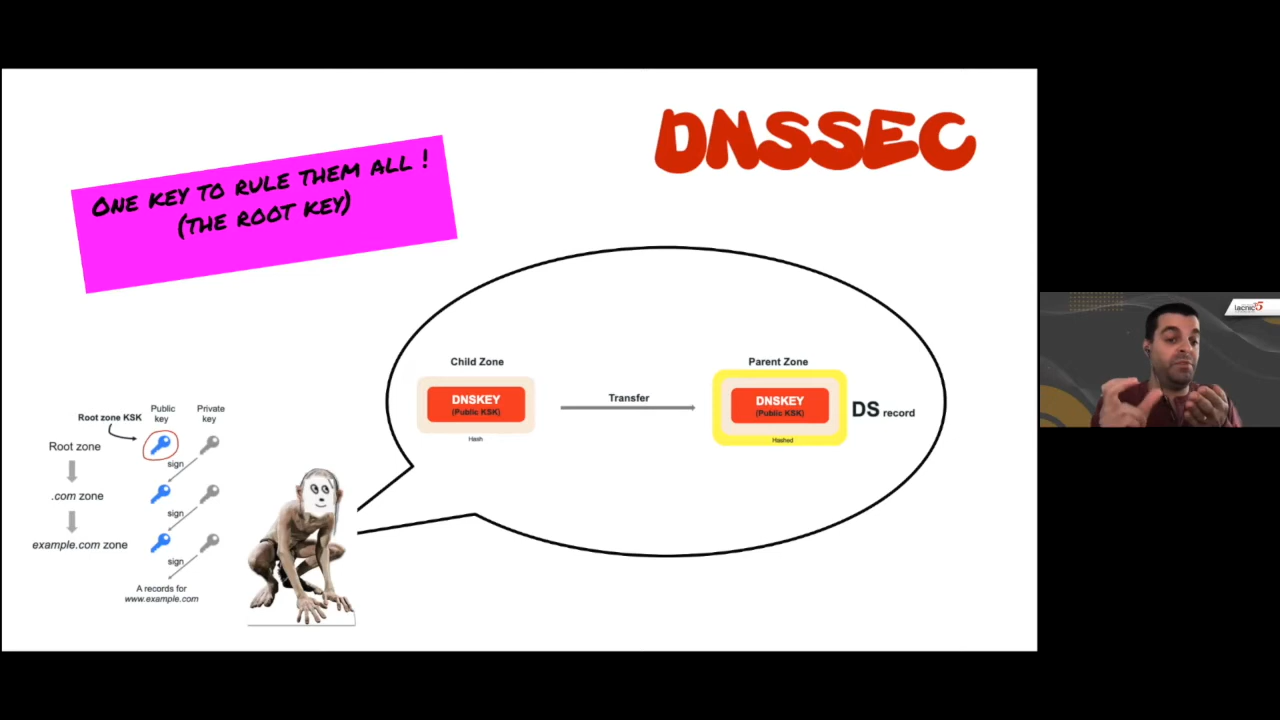 DNSSEC
ONE KEY TO RULE THEM ALL !
(THE ROOT KEY)
Child Zone
DNSKEY
(Public KSK)
Hash
Transfer
Parent Zone
DNSKEY
(Public KSK)
Hashed
DS record
Root zone KSK
Public
key
Private
key
Root zone
sign
.com zone
sign
example.com zone
sign
A records for
www.example.com
lacnic35